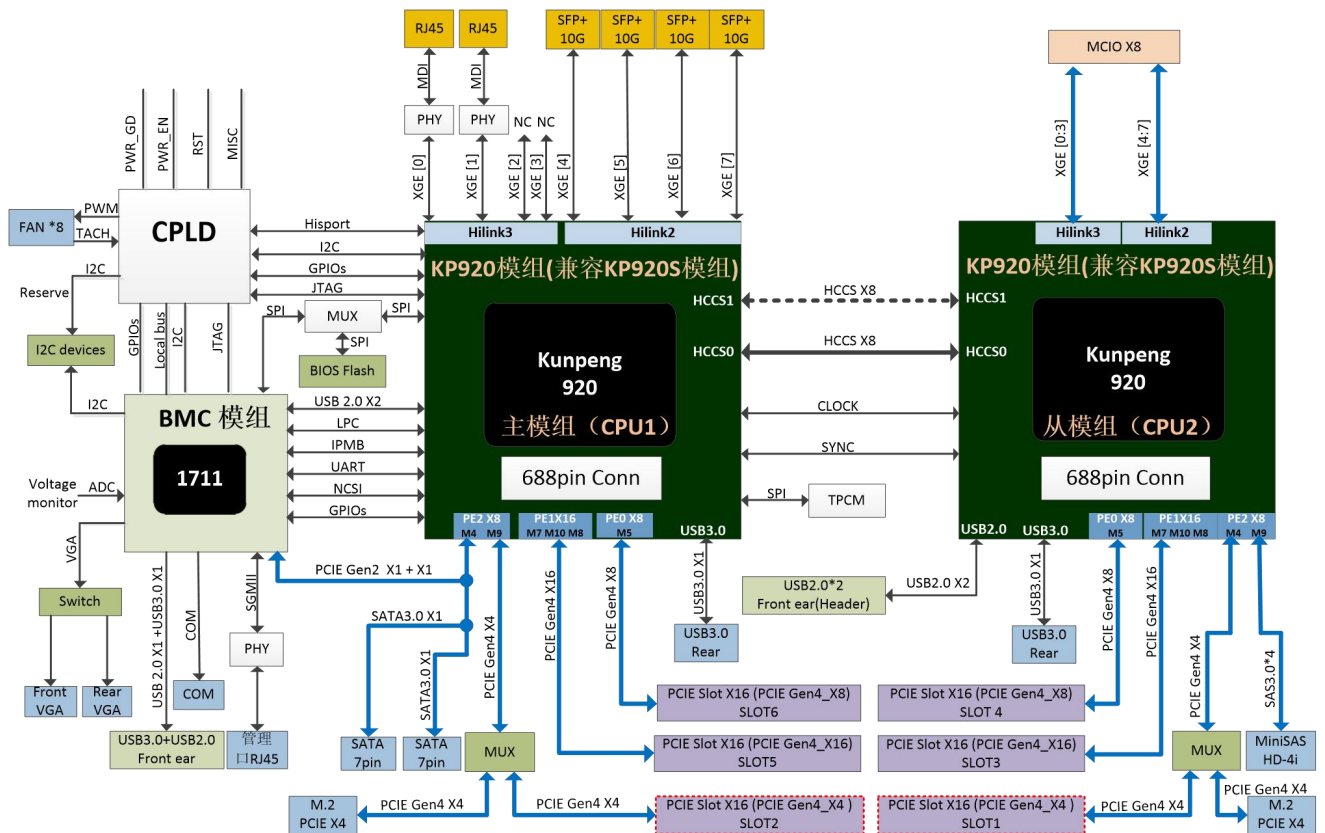 RJ45
RJ45
SFP+
10G
SFP+
10G
SFP+
10G
SFP+
10G
MCIO X8
MDI
MDI
PHY
PHY
NC
NC
XGE [0]
XGE [1]
XGE [2]
XGE [3]
XGE [4]
XGE [5]
XGE [6]
XGE [7]
XGE [0:3]
XGE [4:7]
PWR_GD
PWR_EN
RST
MISC
FAN *8
PWM
TACH
CPLD
I2C
Reserve
I2C devices
I2C
Hisport
I2C
GPIOs
JTAG
SPI
MUX
SPI
SPI
BIOS Flash
GPIOs
Local bus
I2C
JTAG
Hilink3
Hilink2
KP920模组(兼容KP920S模组)
HCCS1
HCCS0
Kunpeng
920
主模组（CPU1）
688pin Conn
PE2 X8
M4 M9
PE1X16
M7 M10 M8
PE0 X8
M5
USB3.0
HCCS X8
HCCS X8
CLOCK
SYNC
SPI
TPCM
Hilink3
Hilink2
KP920模组(兼容KP920S模组)
HCCS1
HCCS0
Kunpeng
920
从模组（CPU2）
688pin Conn
USB2.0
USB3.0
PE0 X8
M5
PE1X16
M7 M10 M8
PE2 X8
M4 M9
BMC 模组
1711
USB 2.0 X2
LPC
IPMB
UART
NCSI
GPIOs
Voltage
monitor
ADC
VGA
Switch
Front
VGA
Rear
VGA
USB 2.0 X1 +USB3.0 X1
COM
COM
SGMII
PHY
USB3.0+USB2.0
Front ear
管理
口RJ45
PCIE Gen2 X1 + X1
SATA3.0 X1
SATA3.0 X1
SATA
7pin
SATA
7pin
PCIE Gen4 X4
PCIE Gen4 X16
PCIE Gen4 X8
USB3.0 X1
USB3.0
Rear
MUX
M.2
PCIE X4
PCIE Gen4 X4
PCIE Gen4 X4
PCIE Slot X16 (PCIE Gen4_X8)
SLOT6
PCIE Slot X16 (PCIE Gen4_X16)
SLOT5
PCIE Slot X16 (PCIE Gen4_X4 )
SLOT2
USB2.0*2
Front ear(Header)
USB2.0 X2
USB3.0 X1
USB3.0
Rear
PCIE Gen4 X8
PCIE Gen4 X16
PCIE Gen4 X4
SAS3.0*4
PCIE Slot X16 (PCIE Gen4_X8)
SLOT 4
PCIE Slot X16 (PCIE Gen4_X16)
SLOT3
PCIE Slot X16 (PCIE Gen4_X4 )
SLOT1
MUX
MiniSAS
HD-4i
PCIE Gen4 X4
PCIE Gen4 X4
M.2
PCIE X4